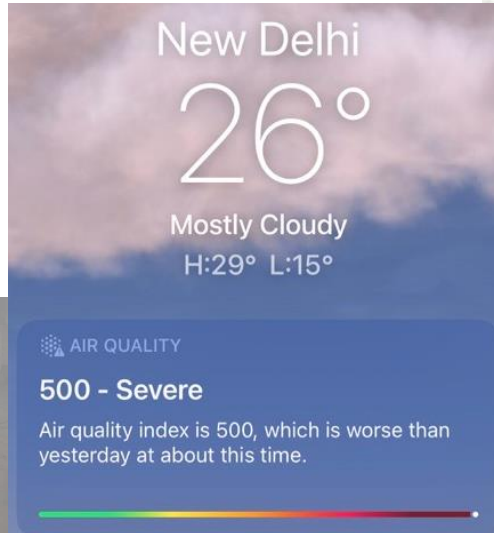 New Delhi
26°
Mostly Cloudy
H:29° L:15°
AIR QUALITY
500 - Severe
Air quality index is 500, which is worse than
yesterday at about this time.